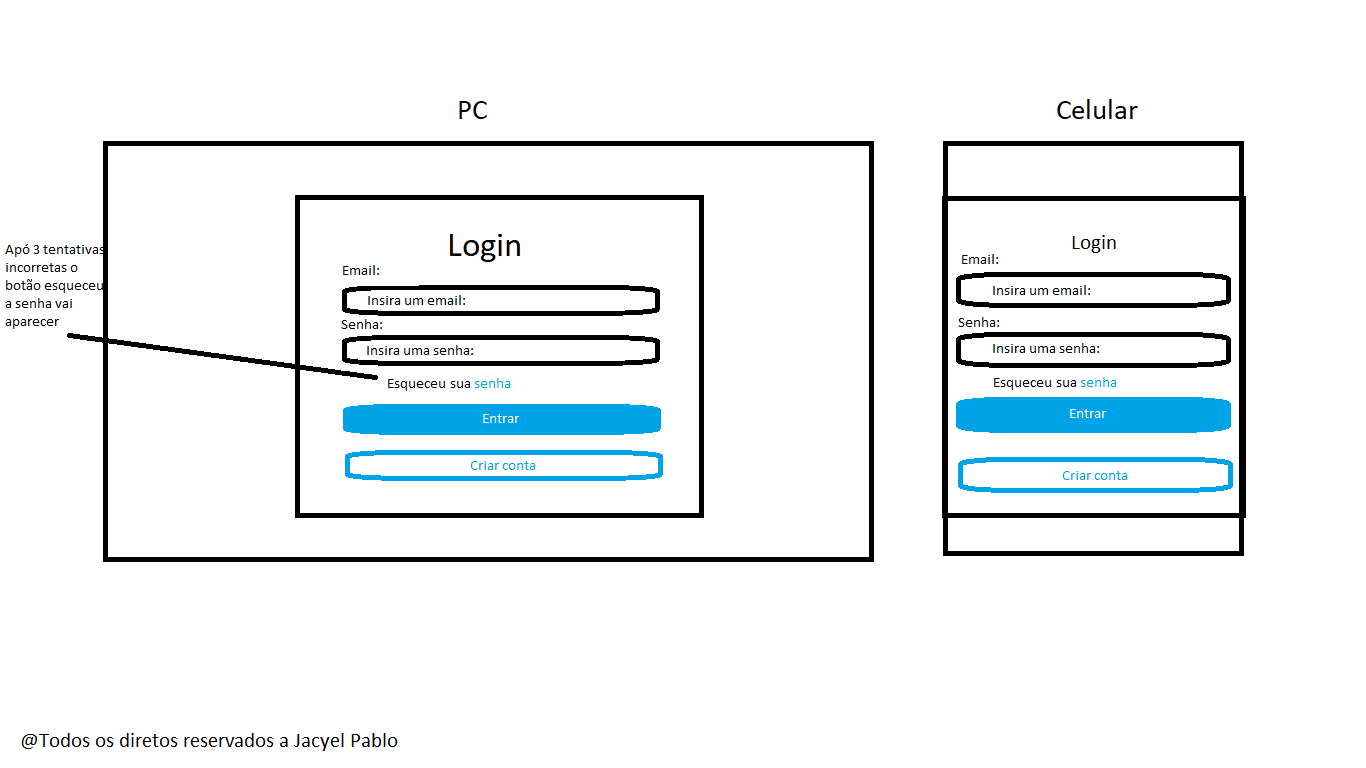 PC
Celular
Apó 3 tentativas
incorretas o
botão esqueceu
a senha vai
aparecer
Login
Email:
Insira um email:
Senha:
Insira uma senha:
Esqueceu sua senha
Entrar
Criar conta
Login
Email:
Insira um email:
Senha:
Insira uma senha:
Esqueceu sua senha
Entrar
Criar conta
@Todos os diretos reservados a Jacyel Pablo